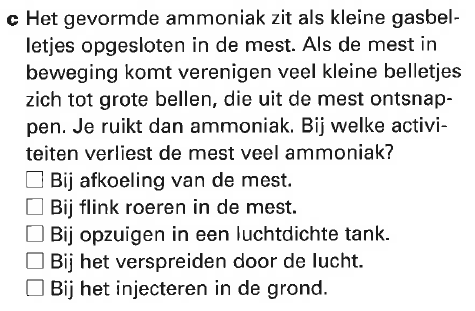 c Het gevormde ammoniak zit als kleine gasbel-
letjes opgesloten in de mest. Als de mest in
beweging komt verenigen veel kleine belletjes
zich tot grote bellen, die uit de mest ontsnap-
pen. Je ruikt dan ammoniak. Bij welke activi-
teiten verliest de mest veel ammoniak?
☐ Bij afkoeling van de mest.
☐ Bij flink roeren in de mest.
☐ Bij opzuigen in een luchtdichte tank.
☐ Bij het verspreiden door de lucht.
☐ Bij het injecteren in de grond.